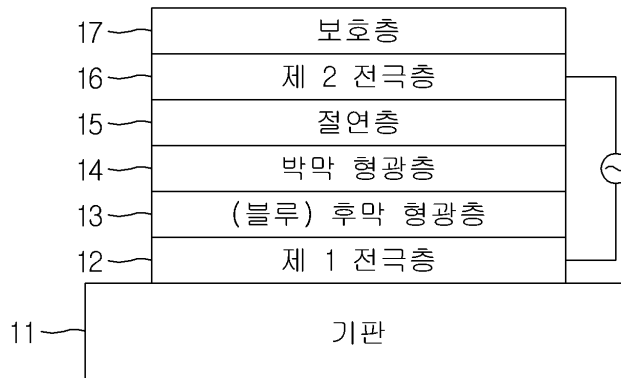 17 보호층
16 제 2 전극층
15 절연층
14 박막 형광층
13 (블루) 후막 형광층
12 제 1 전극층
11 기판